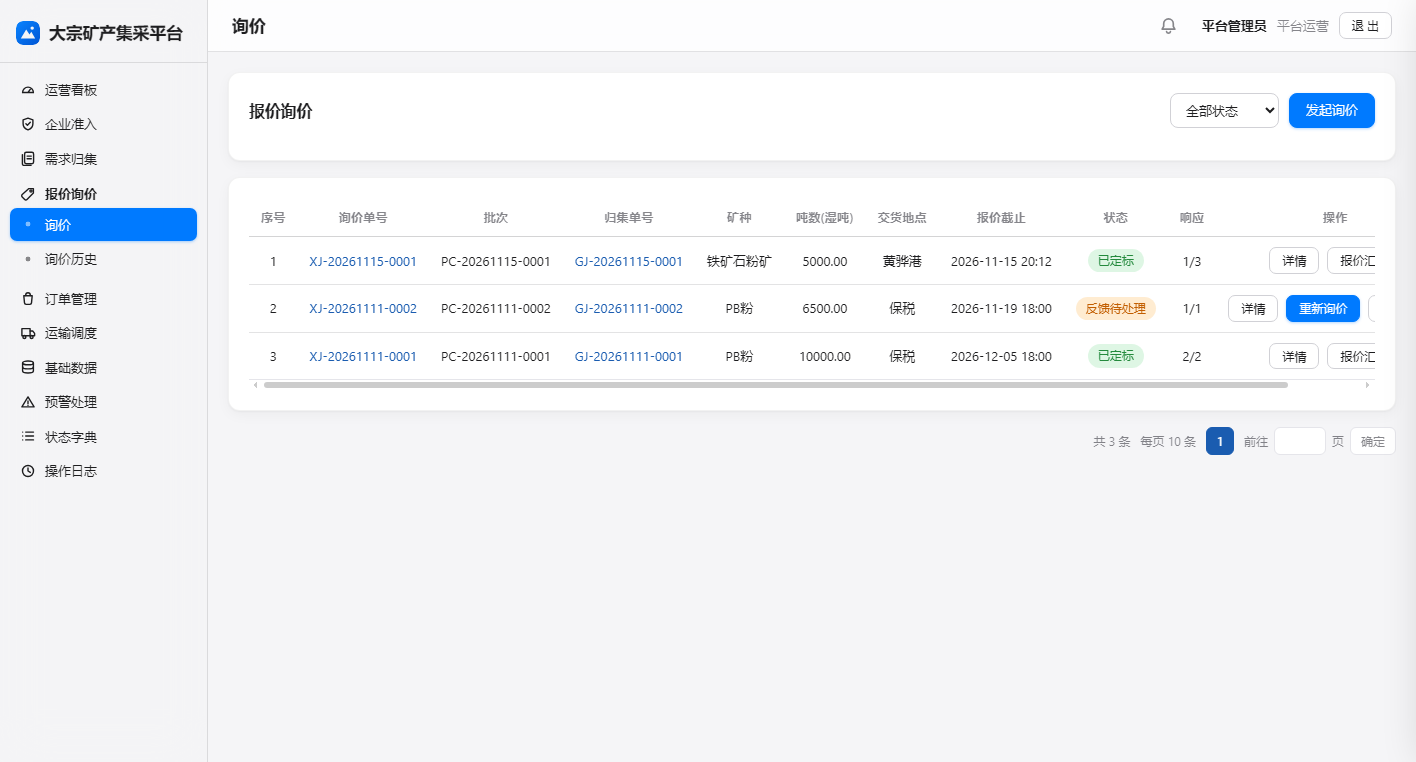 大宗矿产集采平台
询价
平台管理员 平台运营 退出
运营看板
企业准入
需求归集
报价询价
询价
询价历史
订单管理
运输调度
基础数据
预警处理
状态字典
操作日志
报价询价
全部状态 发起询价
序号 询价单号 批次 归集单号 矿种 吨数(湿吨) 交货地点 报价截止 状态 响应 操作
1 XJ-20261115-0001 PC-20261115-0001 GJ-20261115-0001 铁矿石粉矿 5000.00 黄骅港 2026-11-15 20:12 已定标 1/3 详情 报价汇
2 XJ-20261111-0002 PC-20261111-0002 GJ-20261111-0002 PB粉 6500.00 保税 2026-11-19 18:00 反馈待处理 1/1 详情 重新询价
3 XJ-20261111-0001 PC-20261111-0001 GJ-20261111-0001 PB粉 10000.00 保税 2026-12-05 18:00 已定标 2/2 详情 报价汇
共 3 条 每页 10 条 1 前往 页 确定